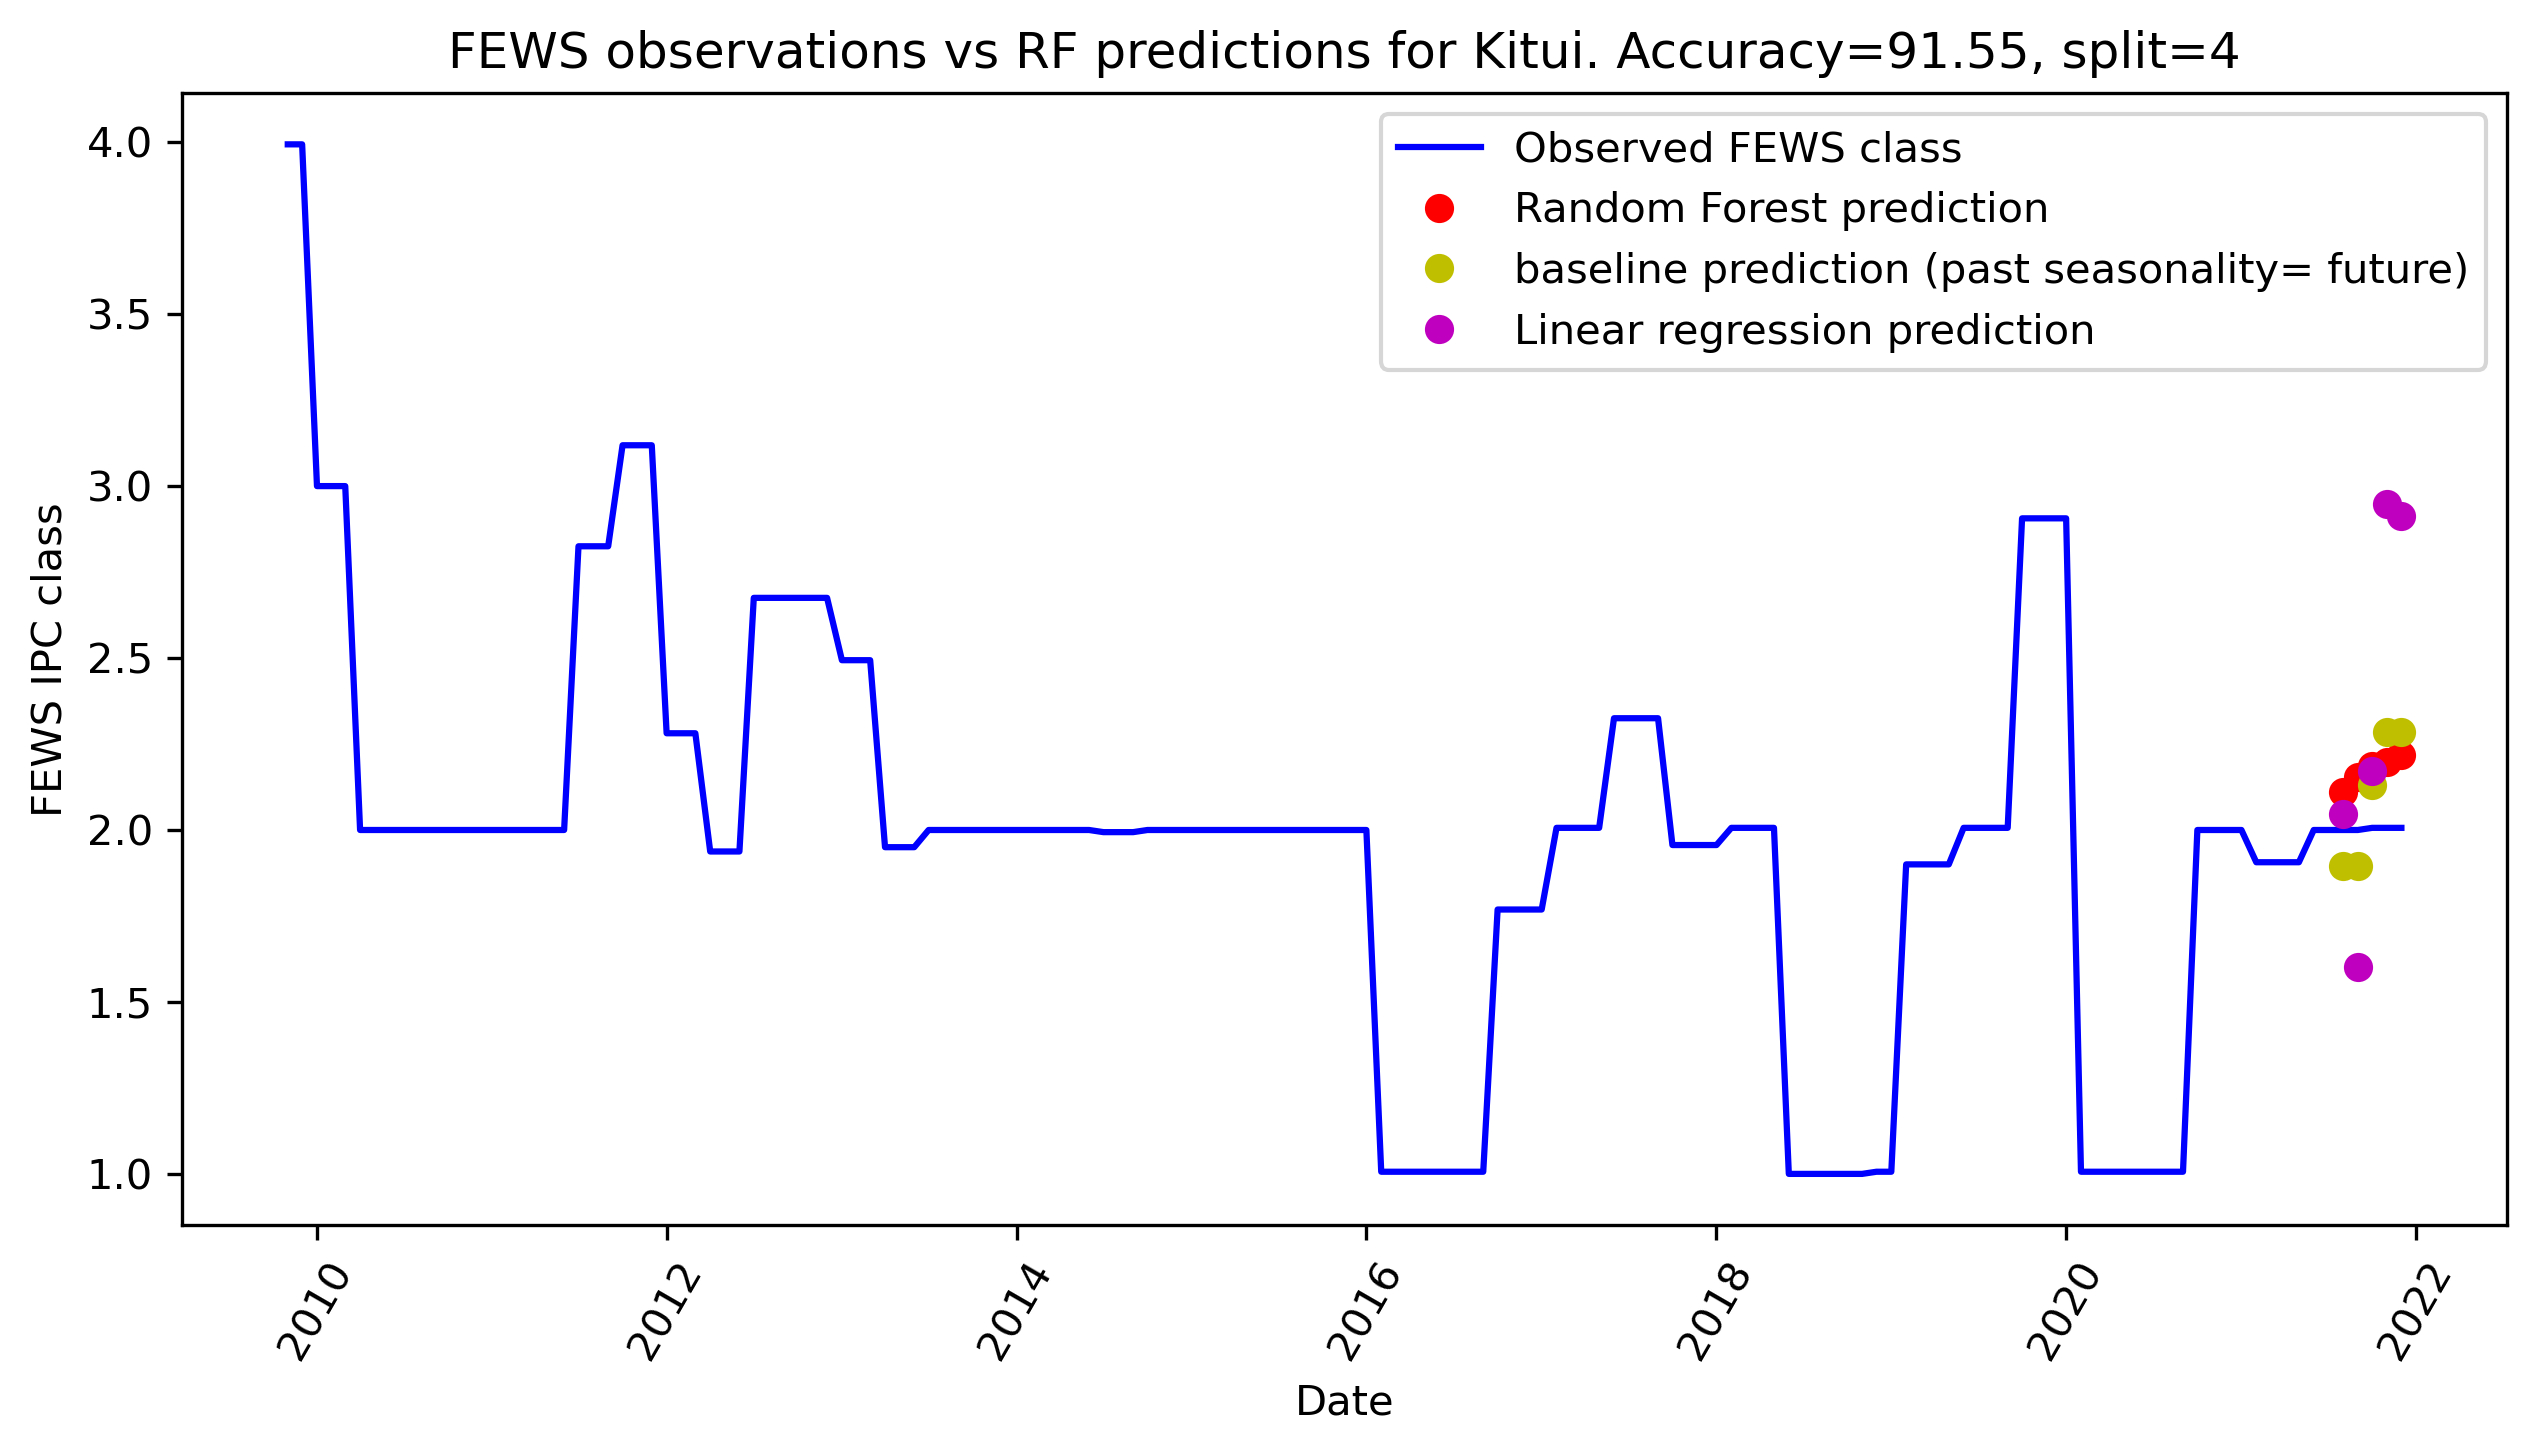 FEWS observations vs RF predictions for Kitui. Accuracy=91.55, split=4
Observed FEWS class
Random Forest prediction
baseline prediction (past seasonality= future)
Linear regression prediction
FEWS IPC class
4.0
3.5
3.0
2.5
2.0
1.5
1.0
2010
2012
2014
2016
2018
2020
2022
Date